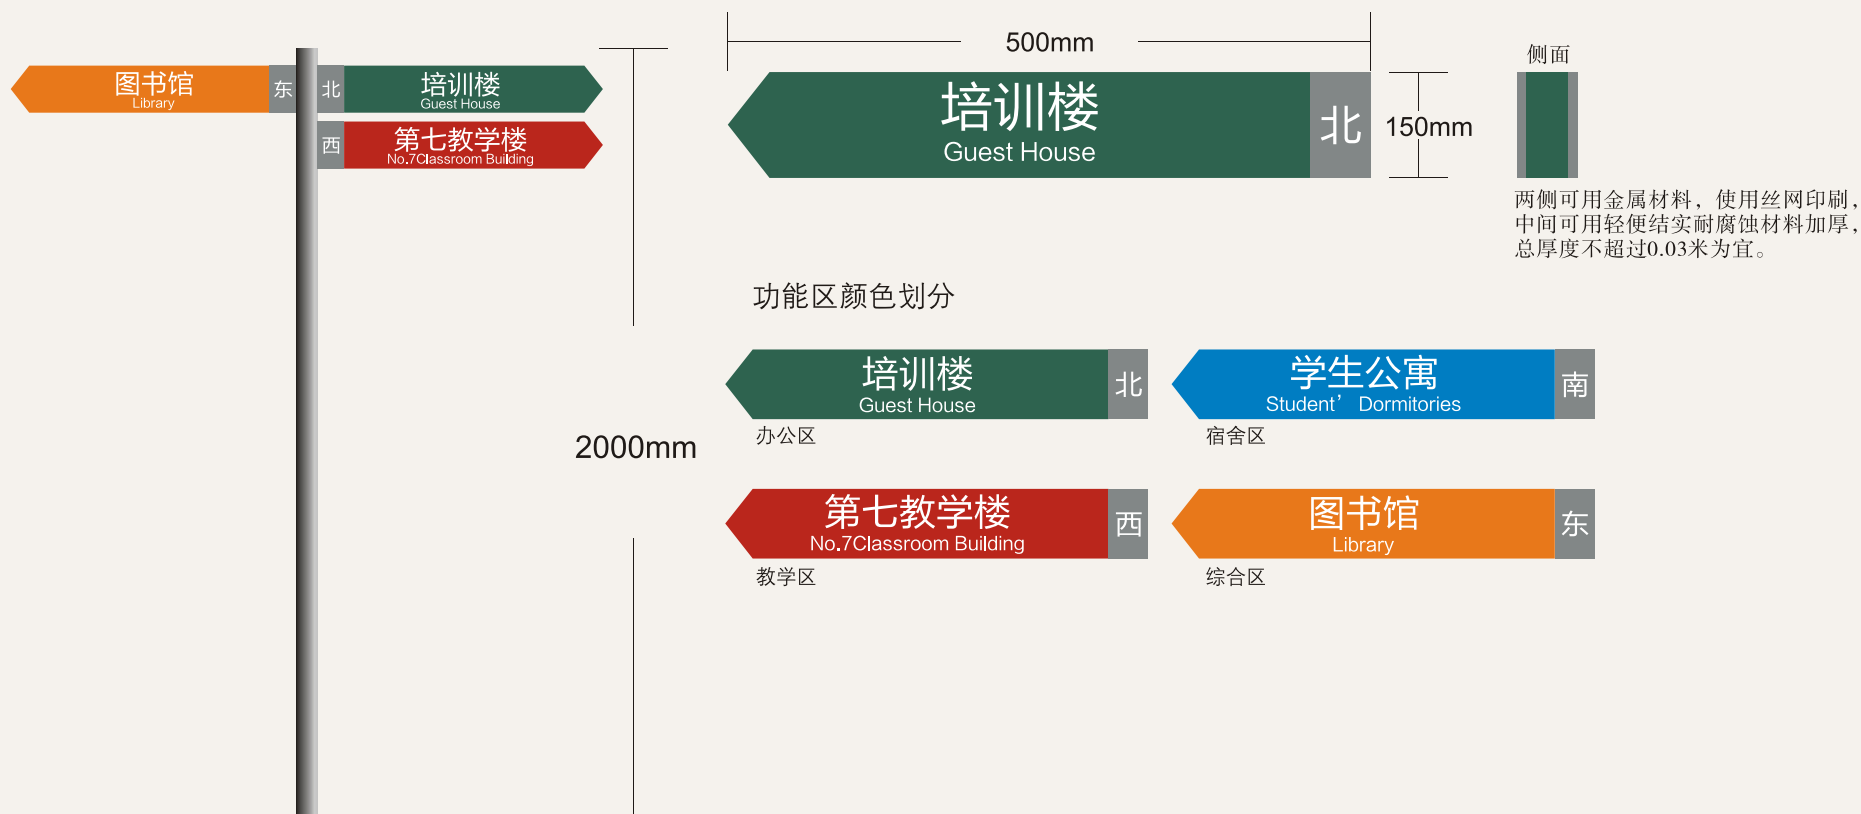 图书馆
Library
东
北
培训楼
Guest House
西
第七教学楼
No.7Classroom Building
2000mm
500mm
培训楼
Guest House
北
150mm
侧面
两侧可用金属材料，使用丝网印刷，
中间可用轻便结实耐腐蚀材料加厚，
总厚度不超过0.03米为宜。
功能区颜色划分
培训楼
Guest House
北
办公区
学生公寓
Student’ Dormitories
南
宿舍区
第七教学楼
No.7Classroom Building
西
教学区
图书馆
Library
东
综合区